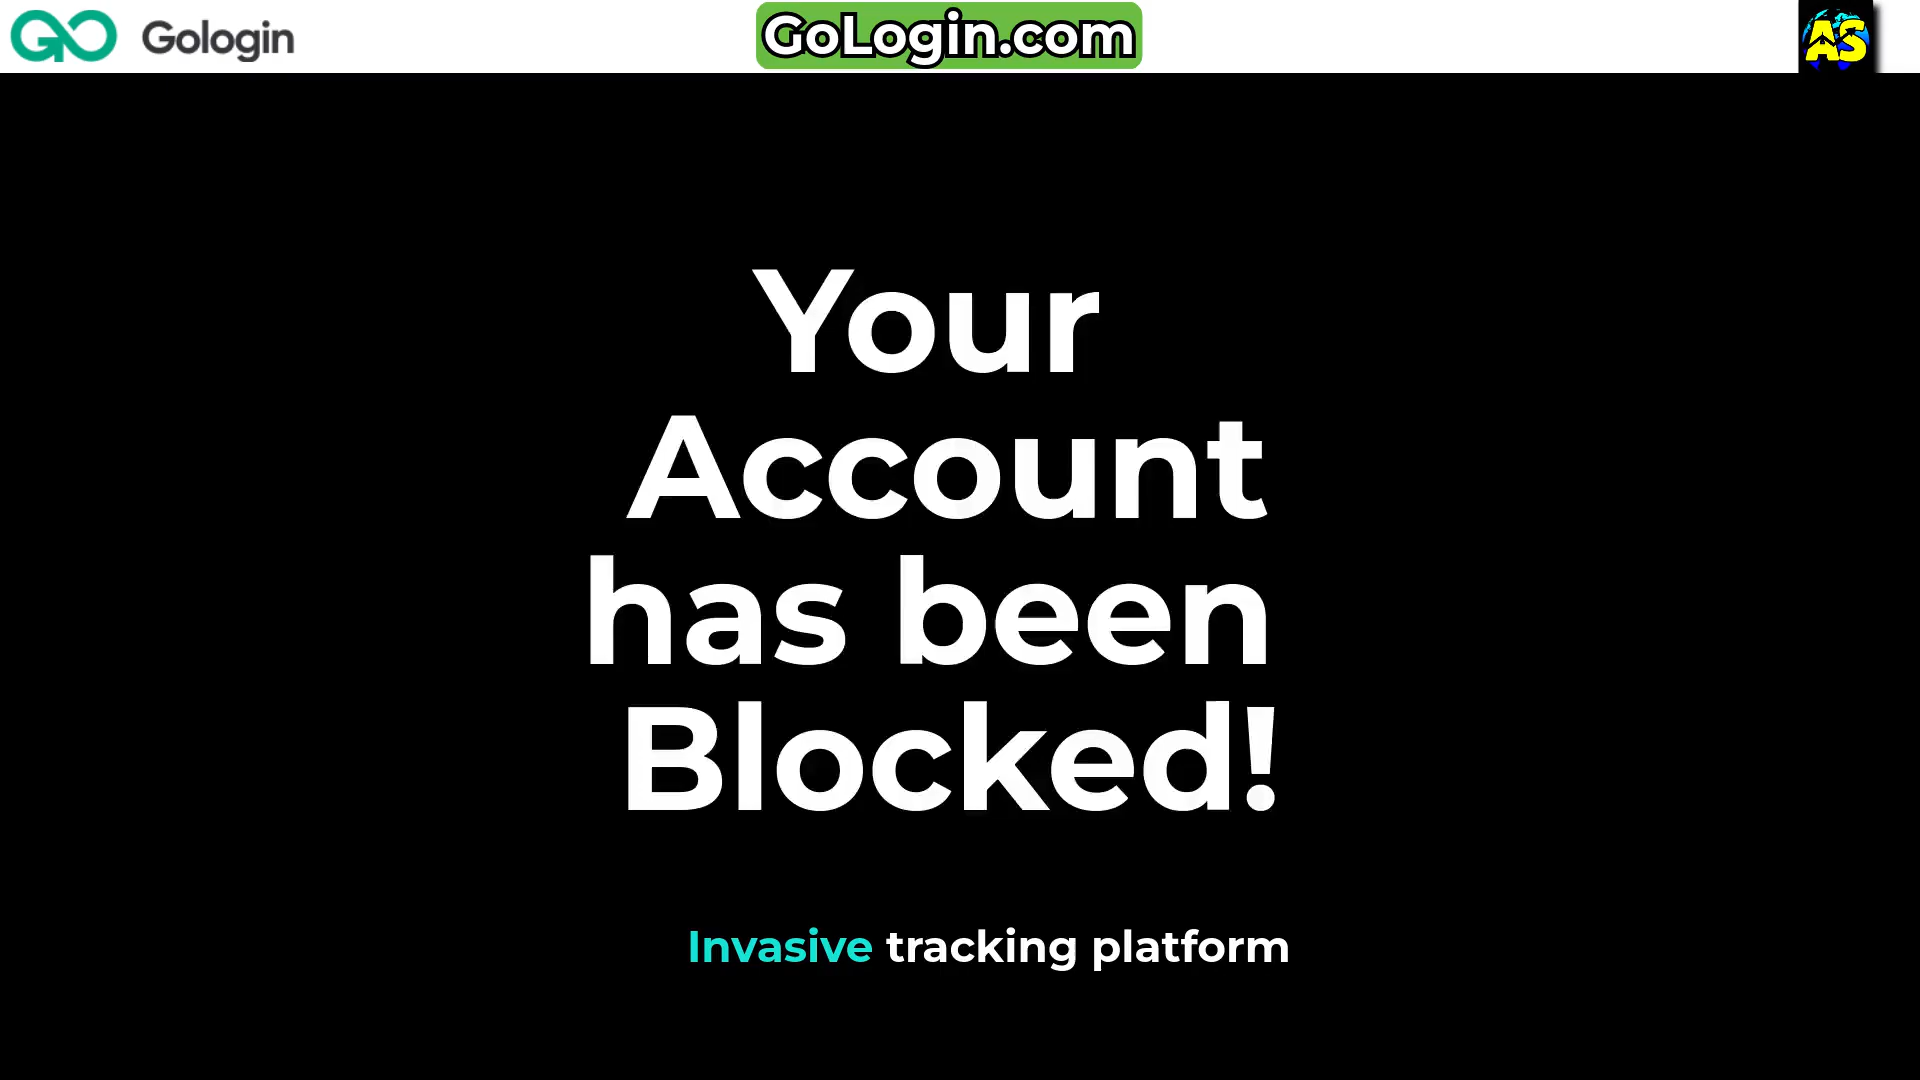 Gologin
GoLogin.com
AS
Your
Account
has been
Blocked!
Invasive tracking platform